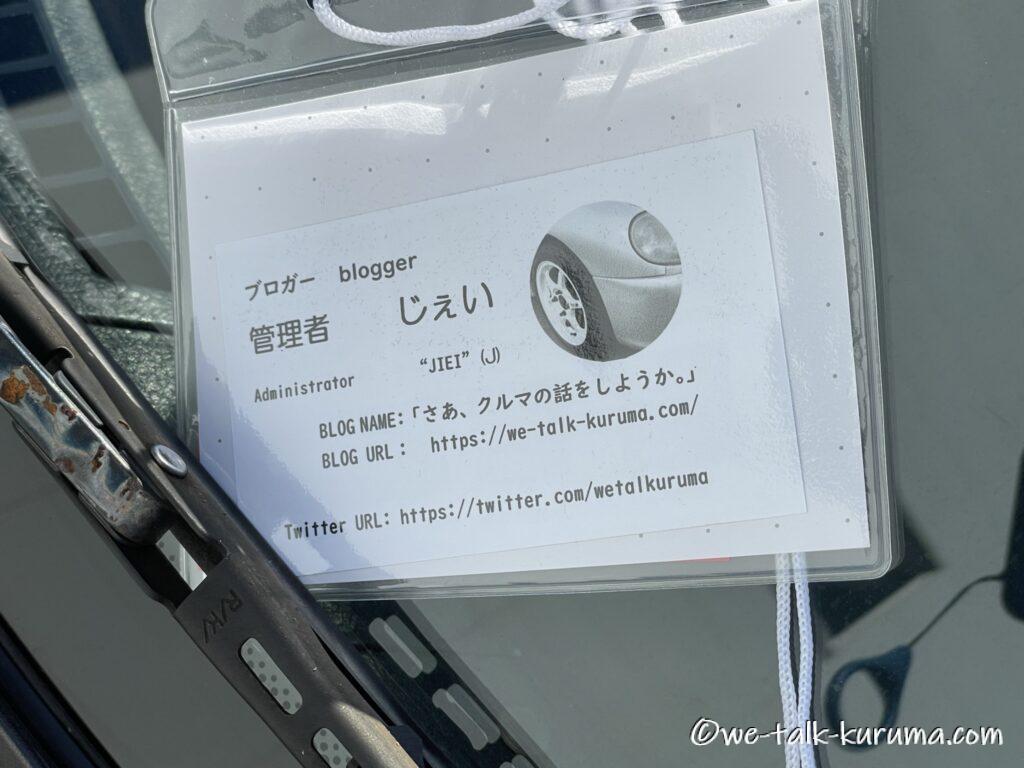 ブロガー blogger
管理者 じぇい
Administrator “JIEI” (J)
BLOG NAME:「さあ、クルマの話をしようか。」
BLOG URL: https://we-talk-kuruma.com/
Twitter URL: https://twitter.com/wetalkuruma
R/W
©we-talk-kuruma.com